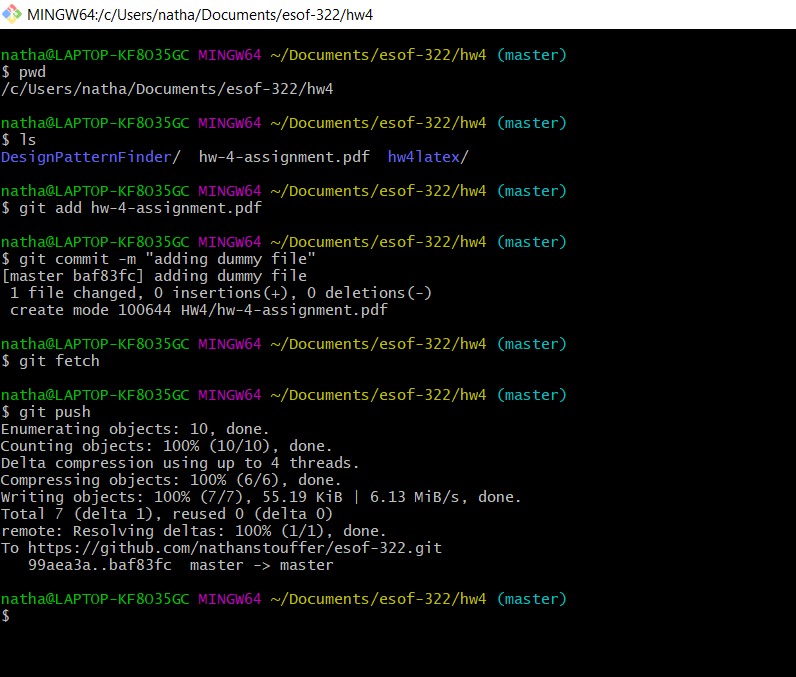 MINGW64:/c/Users/natha/Documents/esof-322/hw4
natha@LAPTOP-KF8O35GC MINGW64 ~/Documents/esof-322/hw4 (master)
$ pwd
/c/Users/natha/Documents/esof-322/hw4
natha@LAPTOP-KF8O35GC MINGW64 ~/Documents/esof-322/hw4 (master)
$ ls
DesignPatternFinder/  hw-4-assignment.pdf  hw4latex/
natha@LAPTOP-KF8O35GC MINGW64 ~/Documents/esof-322/hw4 (master)
$ git add hw-4-assignment.pdf
natha@LAPTOP-KF8O35GC MINGW64 ~/Documents/esof-322/hw4 (master)
$ git commit -m "adding dummy file"
[master baf83fc] adding dummy file
 1 file changed, 0 insertions(+), 0 deletions(-)
 create mode 100644 HW4/hw-4-assignment.pdf
natha@LAPTOP-KF8O35GC MINGW64 ~/Documents/esof-322/hw4 (master)
$ git fetch
natha@LAPTOP-KF8O35GC MINGW64 ~/Documents/esof-322/hw4 (master)
$ git push
Enumerating objects: 10, done.
Counting objects: 100% (10/10), done.
Delta compression using up to 4 threads.
Compressing objects: 100% (6/6), done.
Writing objects: 100% (7/7), 55.19 KiB | 6.13 MiB/s, done.
Total 7 (delta 1), reused 0 (delta 0)
remote: Resolving deltas: 100% (1/1), done.
To https://github.com/nathanstouffer/esof-322.git
   99aea3a..baf83fc  master -> master
natha@LAPTOP-KF8O35GC MINGW64 ~/Documents/esof-322/hw4 (master)
$